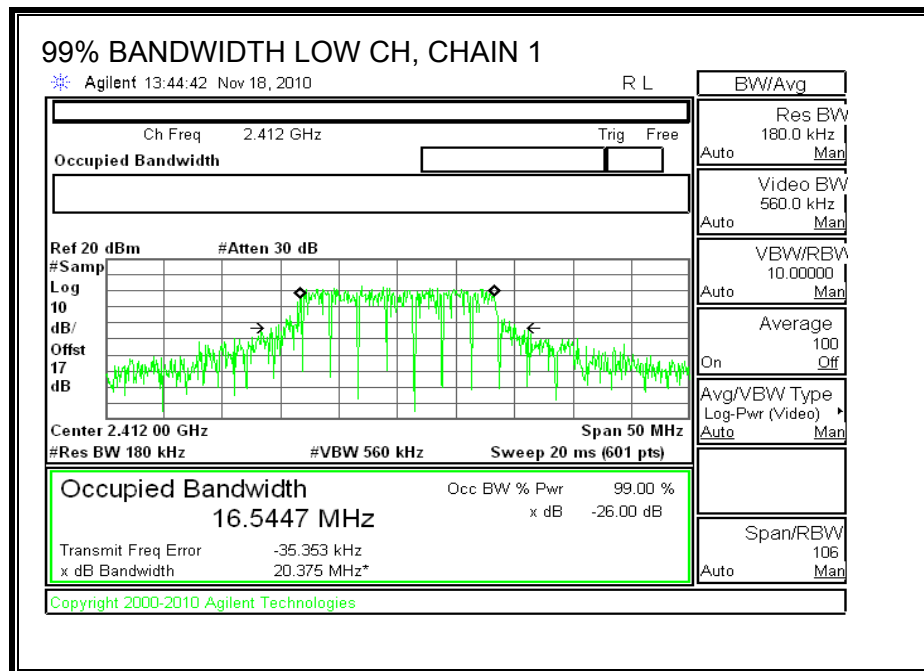 99% BANDWIDTH LOW CH, CHAIN 1
Agilent 13:44:42 Nov 18, 2010 R L
BW/Avg
Ch Freq 2.412 GHz Trig Free
Occupied Bandwidth
Res BW
180.0 kHz
Auto Man
Video BW
560.0 kHz
Auto Man
Ref 20 dBm #Atten 30 dB
#Samp
Log
10
dB/
Offst
17
dB
VBW/RBW
10.00000
Auto Man
Average
100
On Off
Avg/VBW Type
Log-Pwr (Video)
Auto Man
Center 2.412 00 GHz Span 50 MHz
#Res BW 180 kHz #VBW 560 kHz Sweep 20 ms (601 pts)
Occupied Bandwidth Occ BW % Pwr 99.00 %
16.5447 MHz x dB -26.00 dB
Transmit Freq Error -35.353 kHz
x dB Bandwidth 20.375 MHz*
Span/RBW
106
Auto Man
Copyright 2000-2010 Agilent Technologies